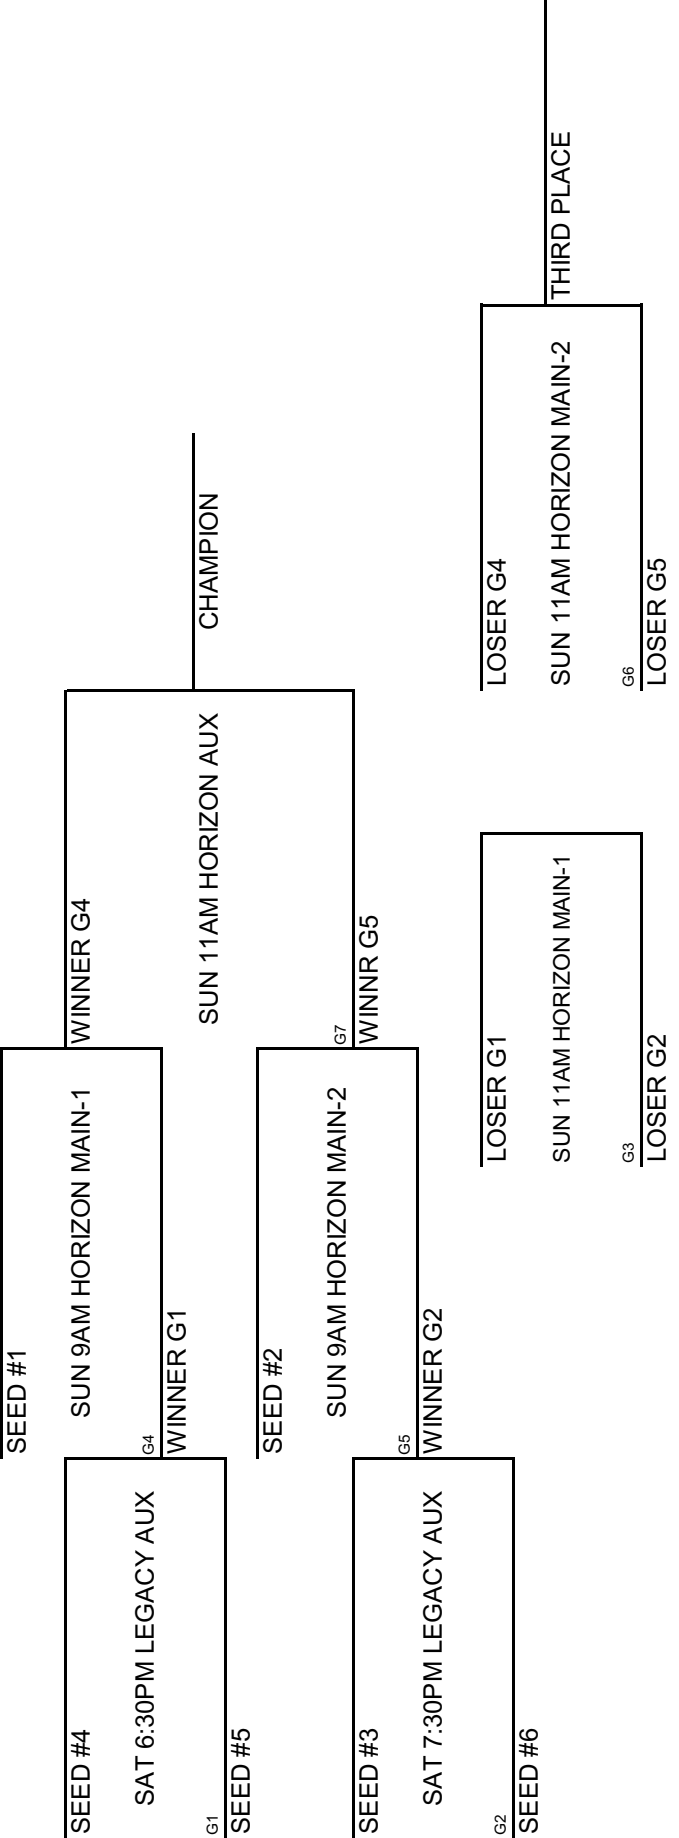 SEED #1
SUN 9AM HORIZON MAIN-1
G4
WINNER G1
SEED #4
SAT 6:30PM LEGACY AUX
G1
SEED #5
WINNER G4
SUN 11AM HORIZON AUX
G7
WINNR G5
CHAMPION
SEED #2
SUN 9AM HORIZON MAIN-2
G5
WINNER G2
SEED #3
SAT 7:30PM LEGACY AUX
G2
SEED #6
LOSER G1
SUN 11AM HORIZON MAIN-1
G3
LOSER G2
LOSER G4
SUN 11AM HORIZON MAIN-2
G6
LOSER G5
THIRD PLACE